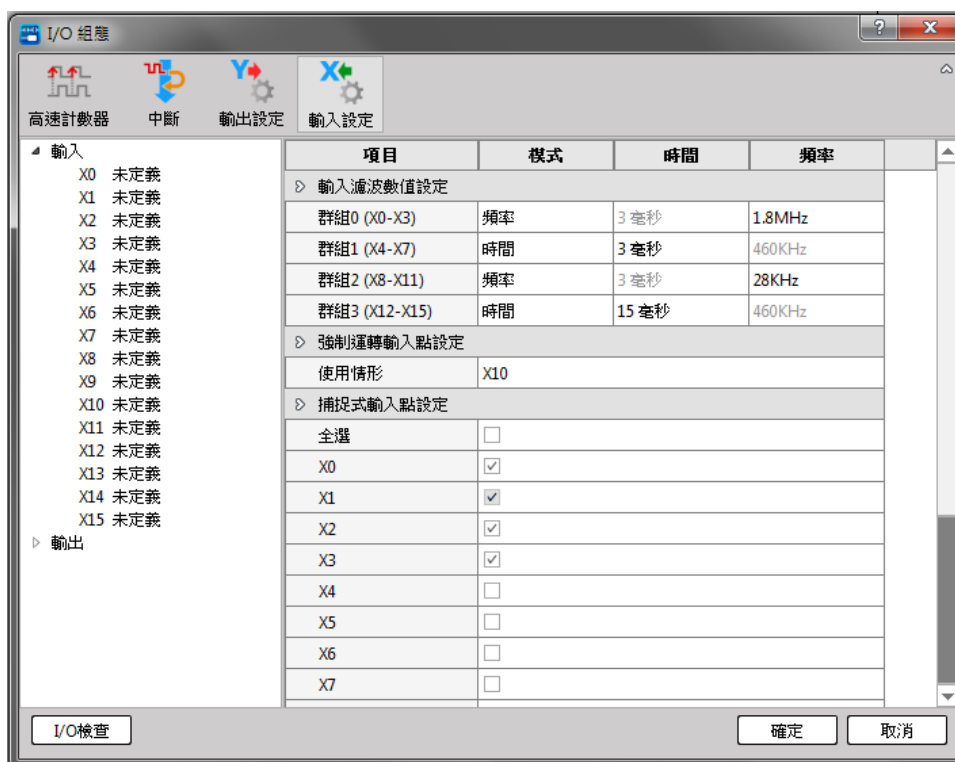 I/O 組態
高速計數器 中斷 輸出設定 輸入設定
輸入
X0 未定義
X1 未定義
X2 未定義
X3 未定義
X4 未定義
X5 未定義
X6 未定義
X7 未定義
X8 未定義
X9 未定義
X10 未定義
X11 未定義
X12 未定義
X13 未定義
X14 未定義
X15 未定義
輸出
項目 模式 時間 頻率
輸入濾波數值設定
群組0 (X0-X3) 頻率 3 毫秒 1.8MHz
群組1 (X4-X7) 時間 3 毫秒 460KHz
群組2 (X8-X11) 頻率 3 毫秒 28KHz
群組3 (X12-X15) 時間 15 毫秒 460KHz
強制運轉輸入點設定
使用情形 X10
捕捉式輸入點設定
全選
X0
X1
X2
X3
X4
X5
X6
X7
I/O檢查 確定 取消